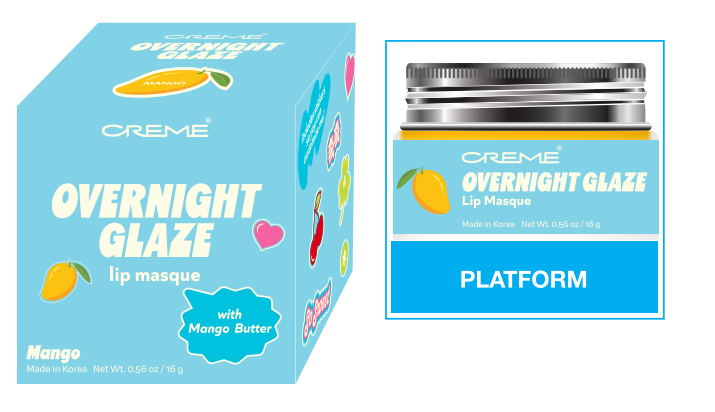 CREME
OVERNIGHT
GLAZE
MANGO
CREME®
OVERNIGHT
GLAZE
lip masque
with
Mango Butter
Mango
Made in Korea Net Wt. 0.56 oz / 16 g
CREME®
OVERNIGHT GLAZE
Lip Masque
Made in Korea Net Wt. 0.56 oz / 16 g
PLATFORM